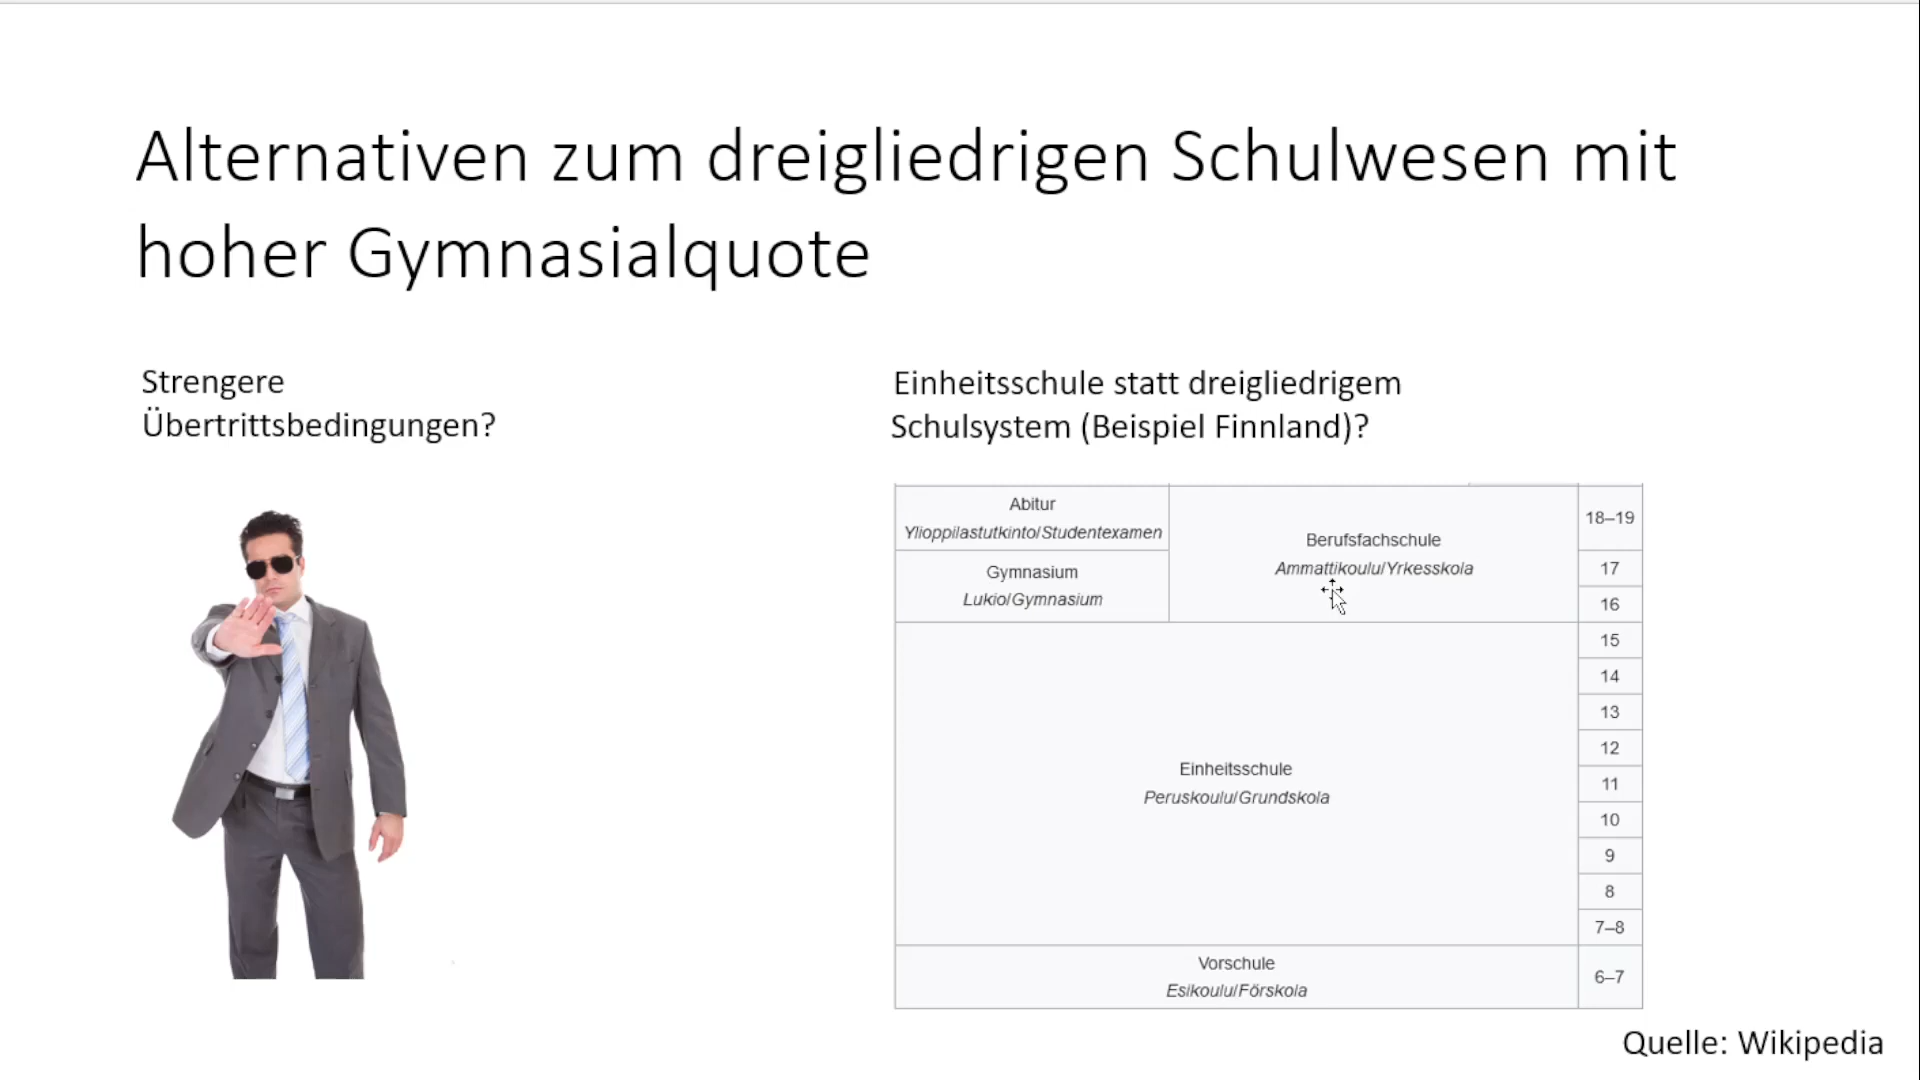 Alternativen zum dreigliedrigen Schulwesen mit
hoher Gymnasialquote
Strengere
Übertrittsbedingungen?
Einheitsschule statt dreigliedrigem
Schulsystem (Beispiel Finnland)?
Abitur
Ylioppilastutkinto/Studentexamen
Gymnasium
Lukio/Gymnasium
Berufsfachschule
Ammattikoulu/Yrkesskola
18–19
17
16
Einheitsschule
Peruskoulu/Grundskola
15
14
13
12
11
10
9
8
7–8
Vorschule
Esikoulu/Förskola
6–7
Quelle: Wikipedia